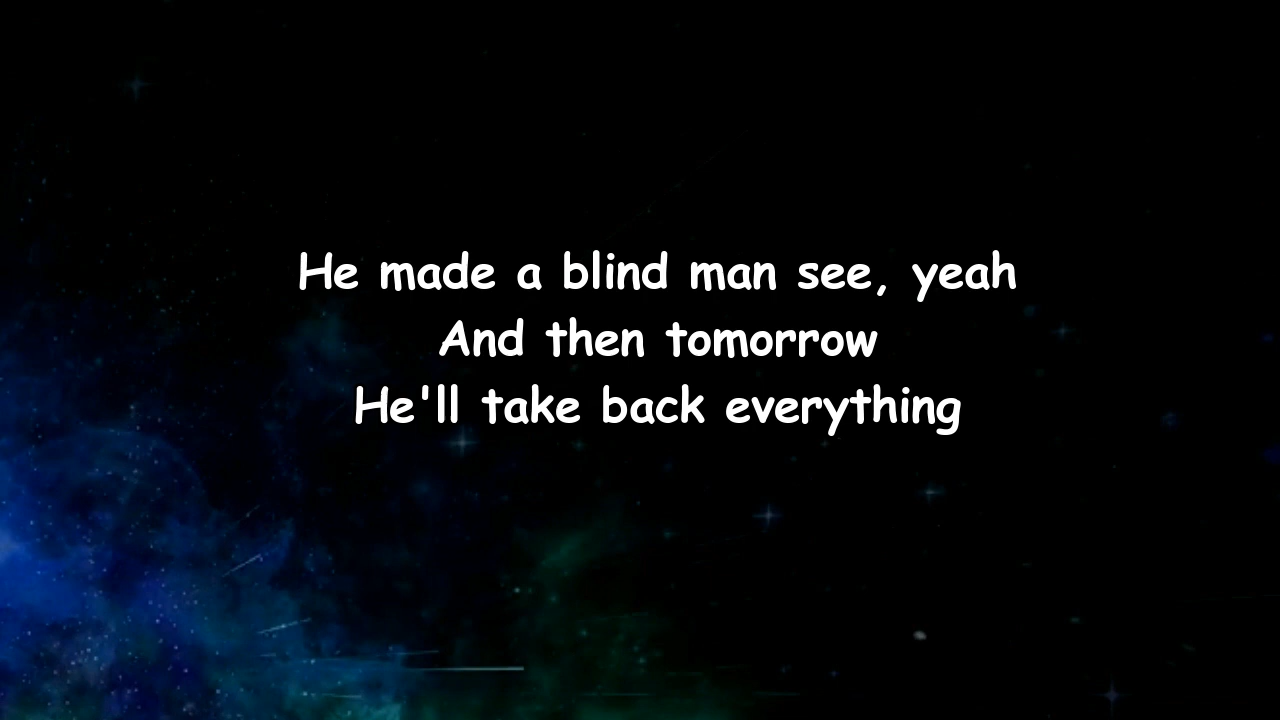 He made a blind man see, yeah
And then tomorrow
He'll take back everything